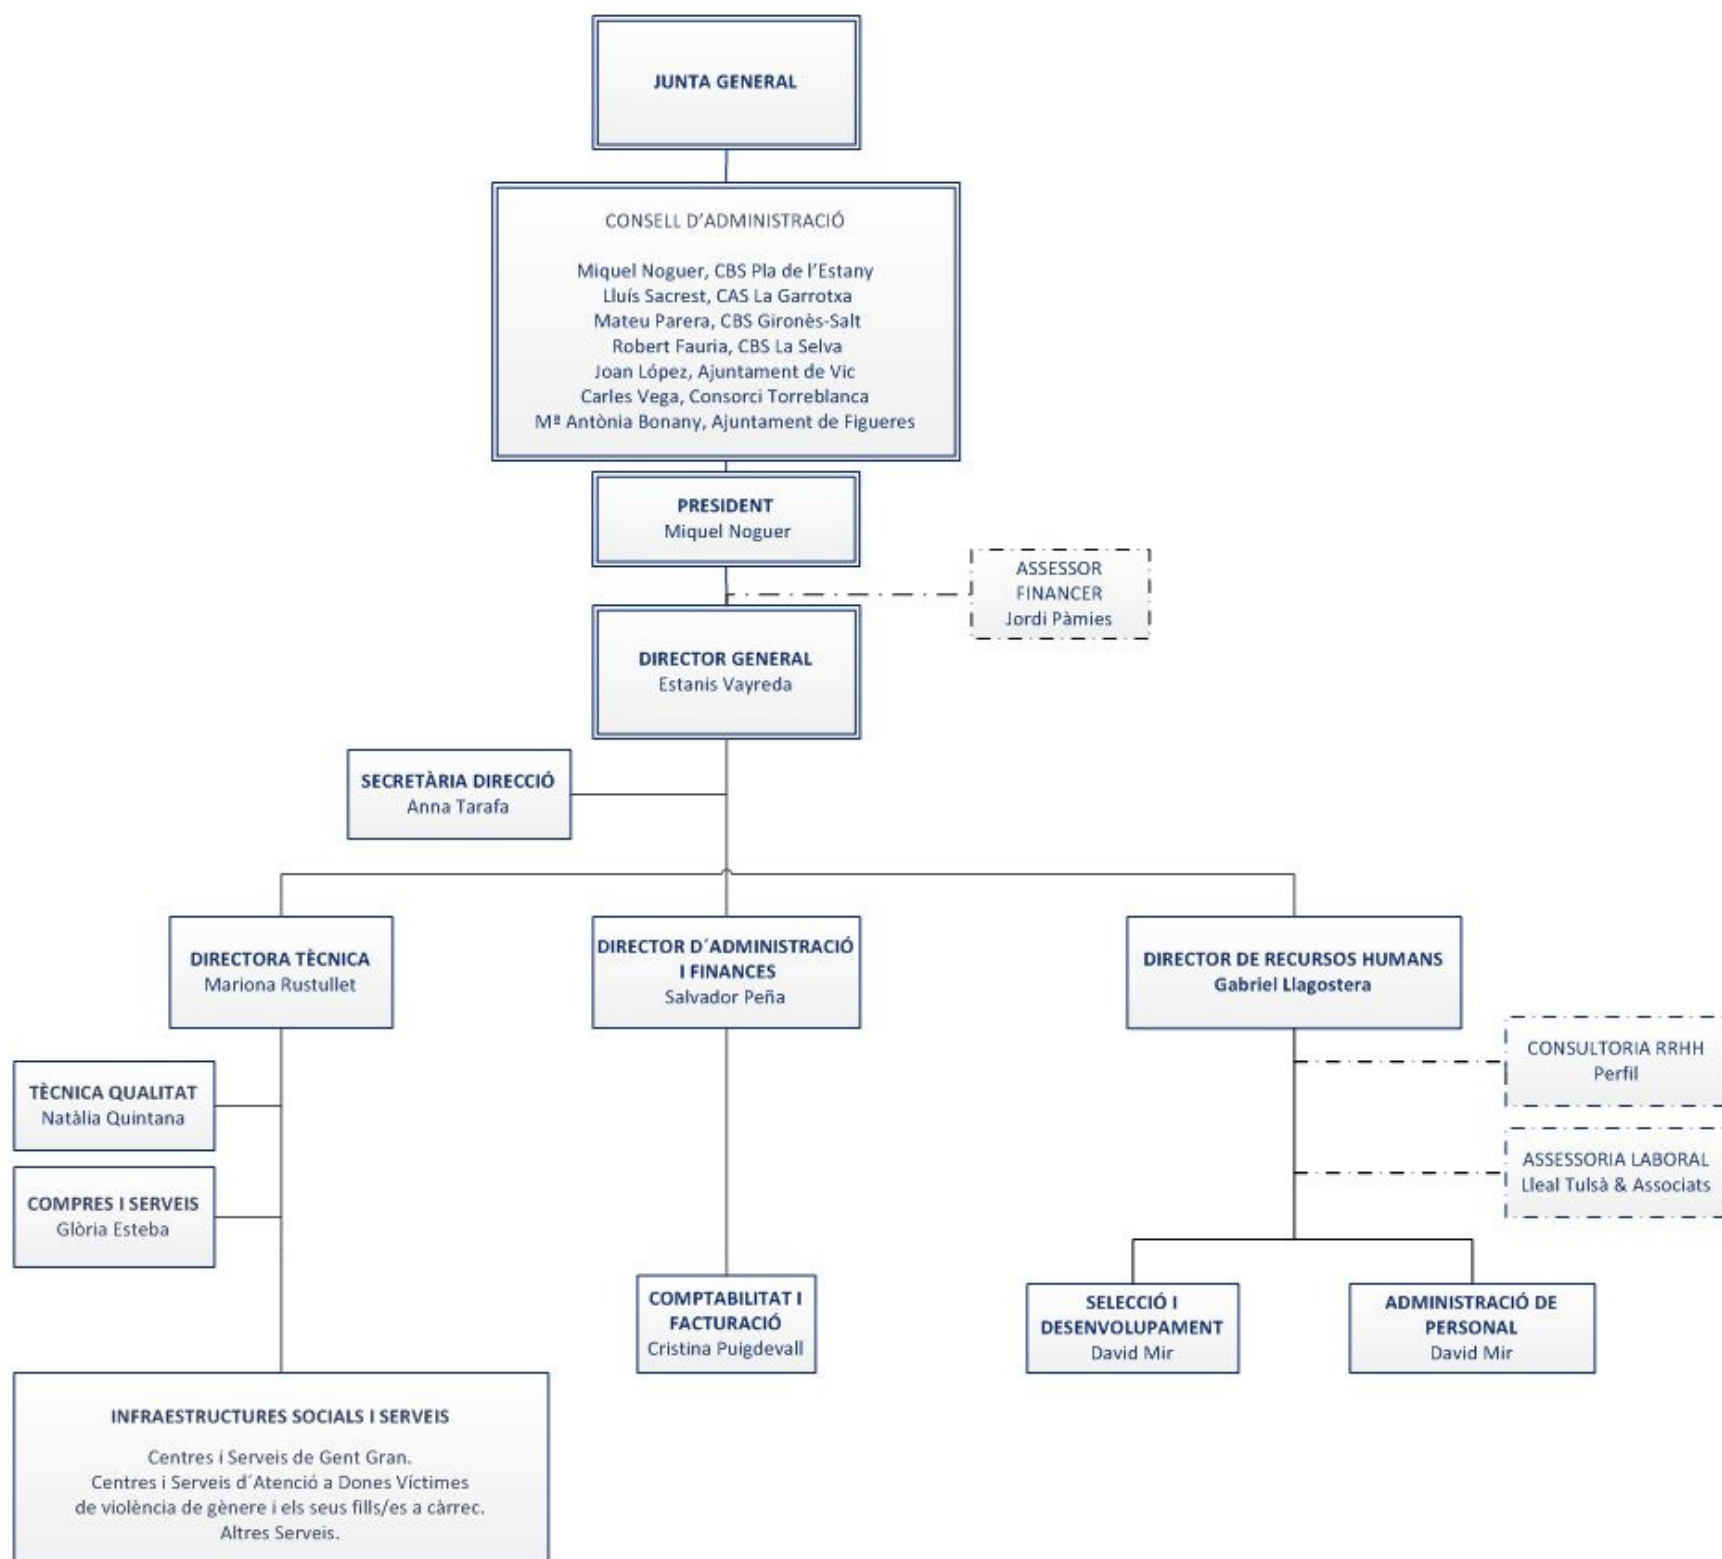 JUNTA GENERAL
CONSELL D'ADMINISTRACIÓ
Miquel Noguer, CBS Pla de l'Estany
Lluís Sacrest, CAS La Garrotxa
Mateu Parera, CBS Gironès-Salt
Robert Fauria, CBS La Selva
Joan López, Ajuntament de Vic
Carles Vega, Consorci Torreblanca
Mª Antònia Bonany, Ajuntament de Figueres
PRESIDENT
Miquel Noguer
ASSESSOR
FINANCER
Jordi Pàmies
DIRECTOR GENERAL
Estanis Vayreda
SECRETÀRIA DIRECCIÓ
Anna Tarafa
DIRECTORA TÈCNICA
Mariona Rustullet
DIRECTOR D´ADMINISTRACIÓ
I FINANCES
Salvador Peña
DIRECTOR DE RECURSOS HUMANS
Gabriel Llagostera
TÈCNICA QUALITAT
Natàlia Quintana
CONSULTORIA RRHH
Perfil
COMPRES I SERVEIS
Glòria Esteba
ASSESSORIA LABORAL
Lleal Tulsà & Associats
COMPTABILITAT I
FACTURACIÓ
Cristina Puigdevall
SELECCIÓ I
DESENVOLUPAMENT
David Mir
ADMINISTRACIÓ DE
PERSONAL
David Mir
INFRAESTRUCTURES SOCIALS I SERVEIS
Centres i Serveis de Gent Gran.
Centres i Serveis d´Atenció a Dones Víctimes
de violència de gènere i els seus fills/es a càrrec.
Altres Serveis.